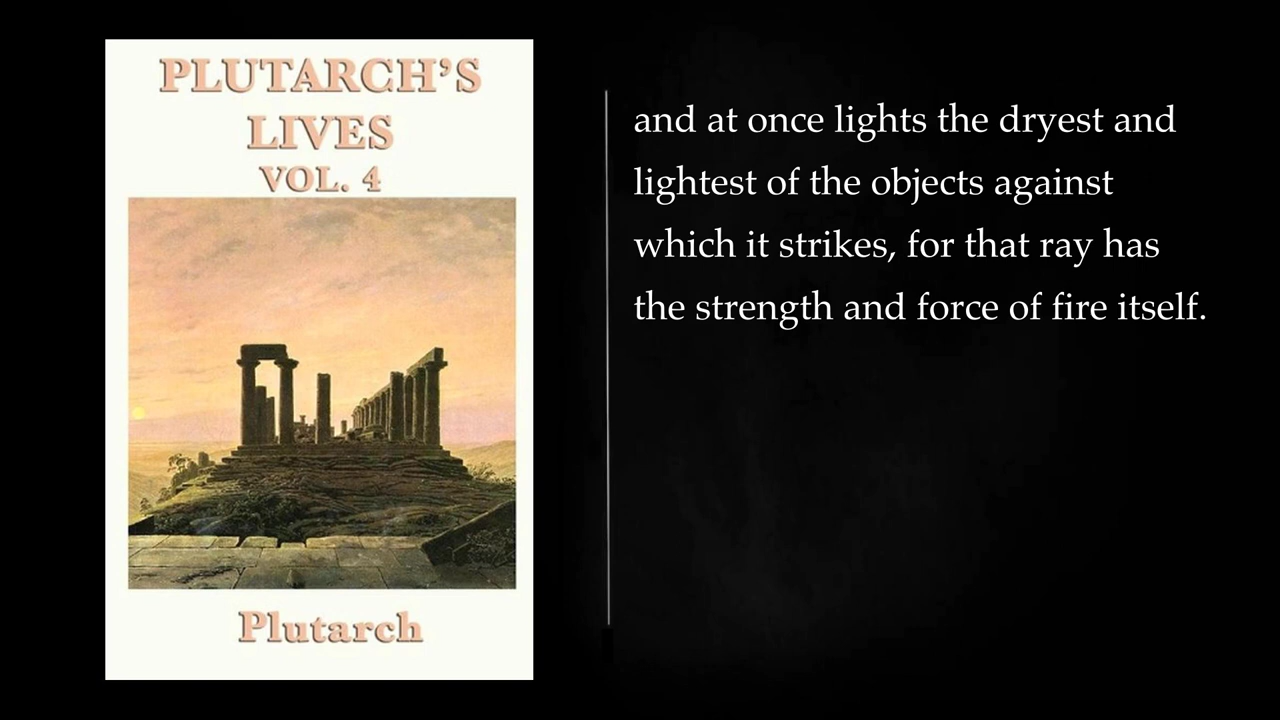 PLUTARCH'S
LIVES
VOL. 4
Plutarch
and at once lights the dryest and
lightest of the objects against
which it strikes, for that ray has
the strength and force of fire itself.